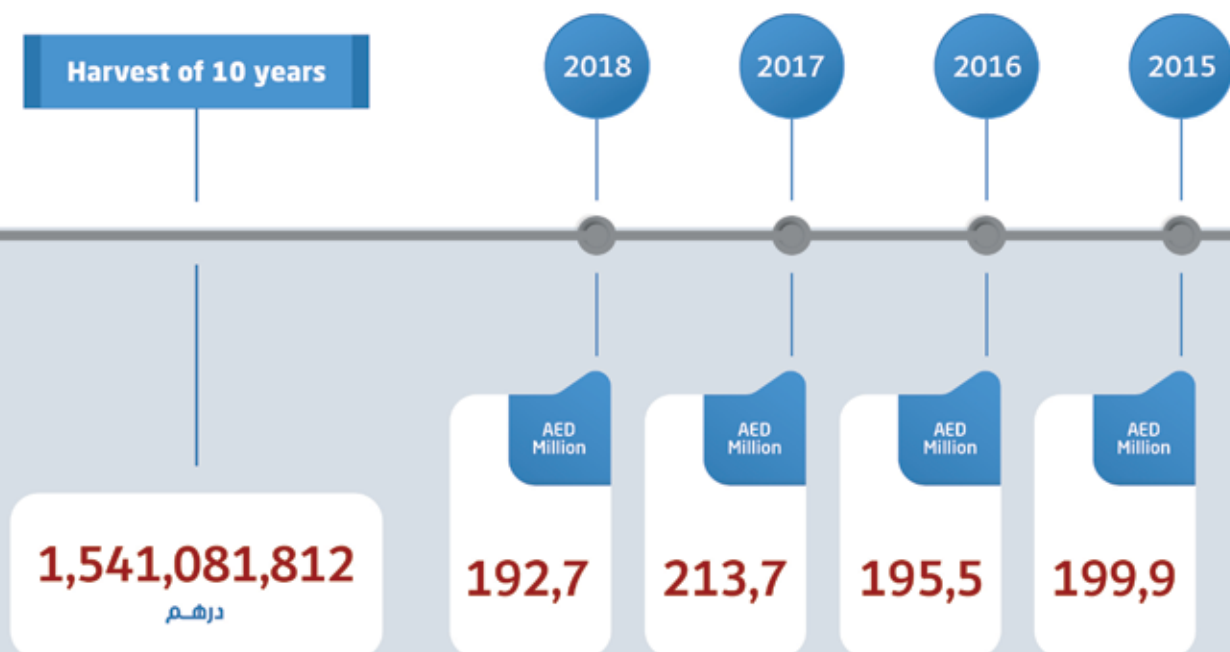 Harvest of 10 years
2018
2017
2016
2015
AED
Million
AED
Million
AED
Million
AED
Million
1,541,081,812
درهـم
192,7
213,7
195,5
199,9